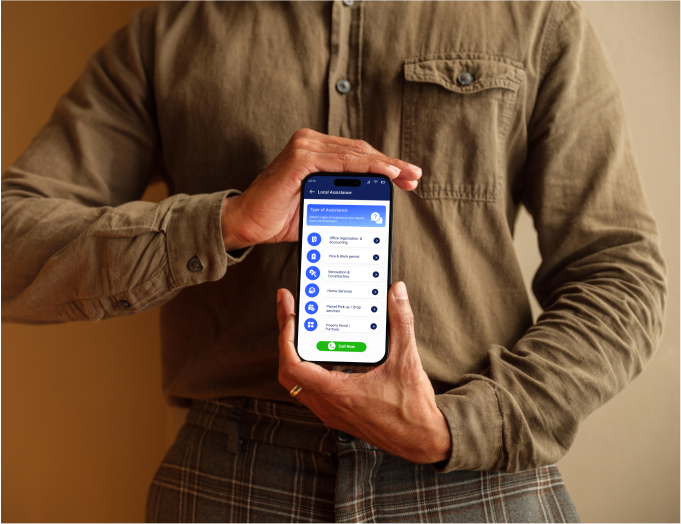 Local Assistance
Type of Assistance
Office registration &
Accounting
Visa & Work permit
Renovation &
Construction
Home Services
Parcel Pick up / Drop
services
Property Rental /
Purchase
Call Now